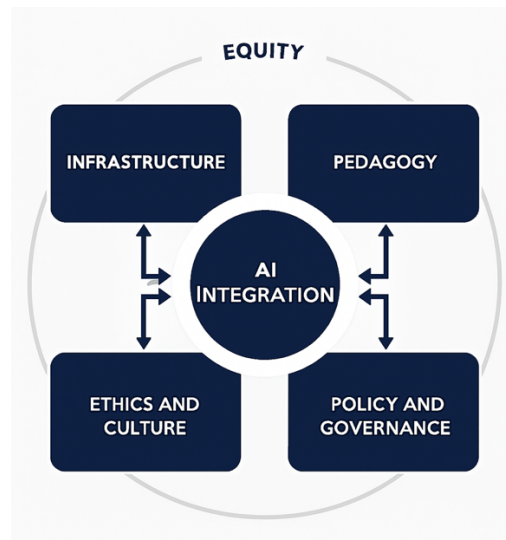 EQUITY
INFRASTRUCTURE
PEDAGOGY
AI
INTEGRATION
ETHICS AND
CULTURE
POLICY AND
GOVERNANCE